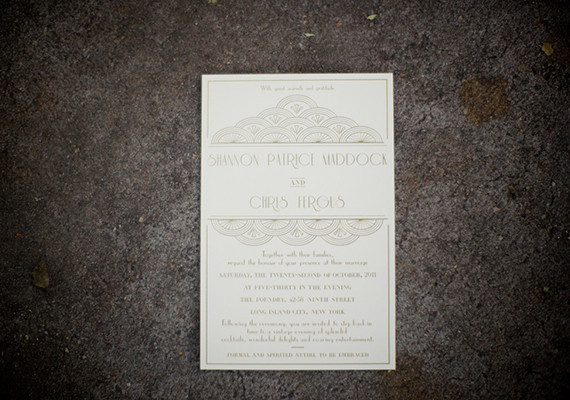 With great warmth and gratitude
SHANNON PATRICE MADDOCK
AND
CHRIS FERGUS
Together with their families,
request the honour of your presence at their marriage
SATURDAY, THE TWENTY-SECOND OF OCTOBER, 2011
AT FIVE-THIRTY IN THE EVENING
THE FOUNDRY, 42-38 NINTH STREET
LONG ISLAND CITY, NEW YORK
Following the ceremony, you are invited to step back in
time to a vintage evening of splendid
cocktails, wonderful delights and rousing entertainment.
FORMAL AND SPIRITED ATTIRE TO BE EMBRACED